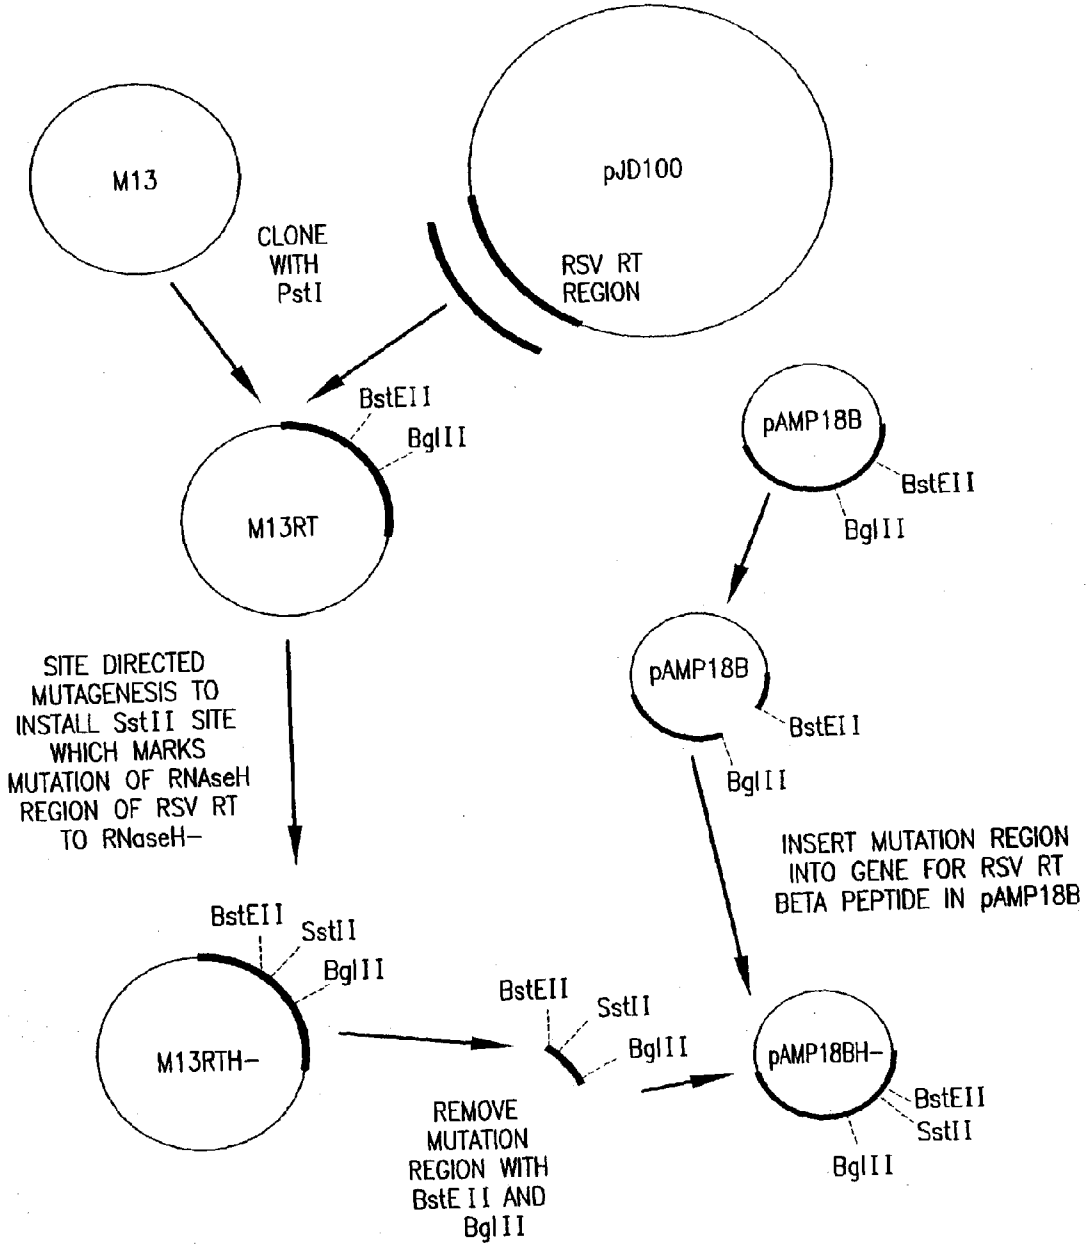 M13
pJD100
CLONE
WITH
PstI
RSV RT
REGION
BstEII
BglII
M13RT
pAMP18B
BstEII
BglII
SITE DIRECTED
MUTAGENESIS TO
INSTALL SstII SITE
WHICH MARKS
MUTATION OF RNAseH
REGION OF RSV RT
TO RNaseH-
pAMP18B
BstEII
BglII
INSERT MUTATION REGION
INTO GENE FOR RSV RT
BETA PEPTIDE IN pAMP18B
BstEII
SstII
BglII
M13RTH-
BstEII
SstII
BglII
REMOVE
MUTATION
REGION WITH
BstE II AND
BglII
pAMP18BH-
BstEII
SstII
BglII